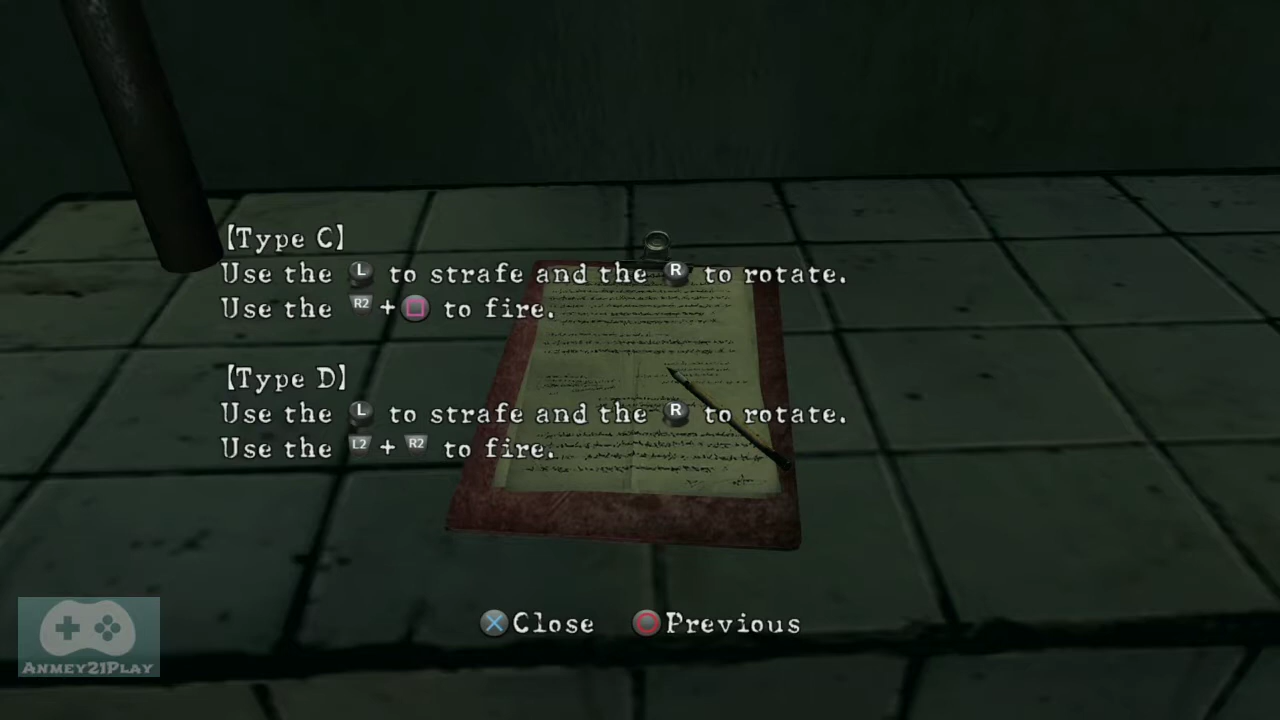 【Type C】
Use the L to strafe and the R to rotate.
Use the R2 + to fire.
【Type D】
Use the L to strafe and the R to rotate.
Use the L2 + R2 to fire.
Close Previous
ANMEY21PLAY